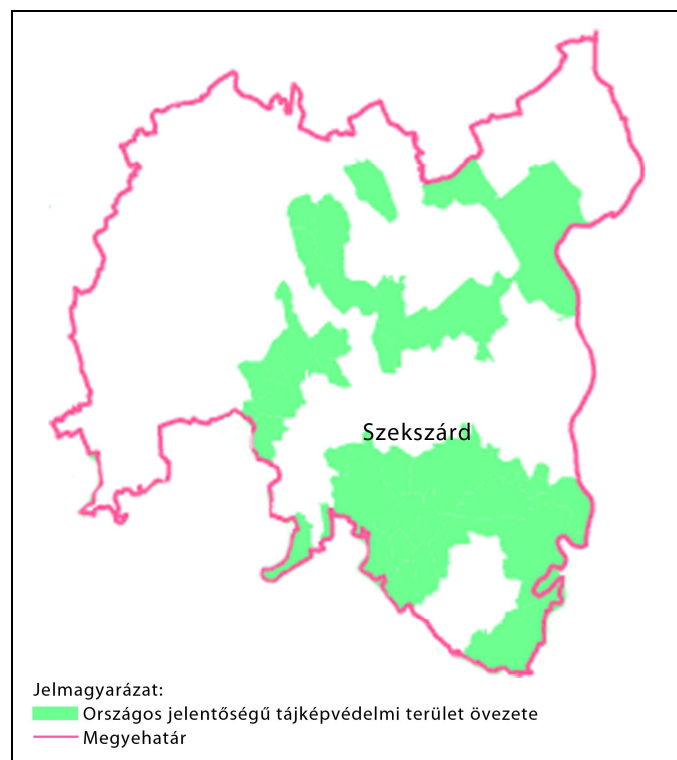 Szekszárd
Jelmagyarázat:
Országos jelentőségű tájképvédelmi terület övezete
Megyehatár